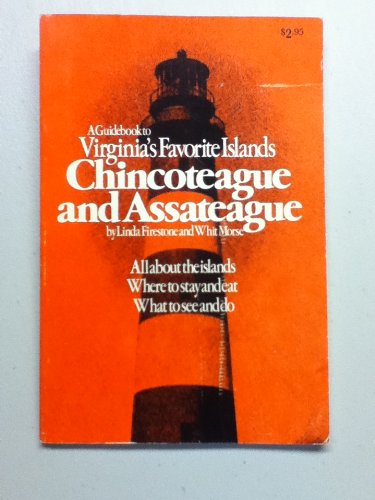 $2.95
A Guidebook to
Virginia's Favorite Islands
Chincoteague
and Assateague
by Linda Firestone and Whit Morse
All about the islands
Where to stay and eat
What to see and do